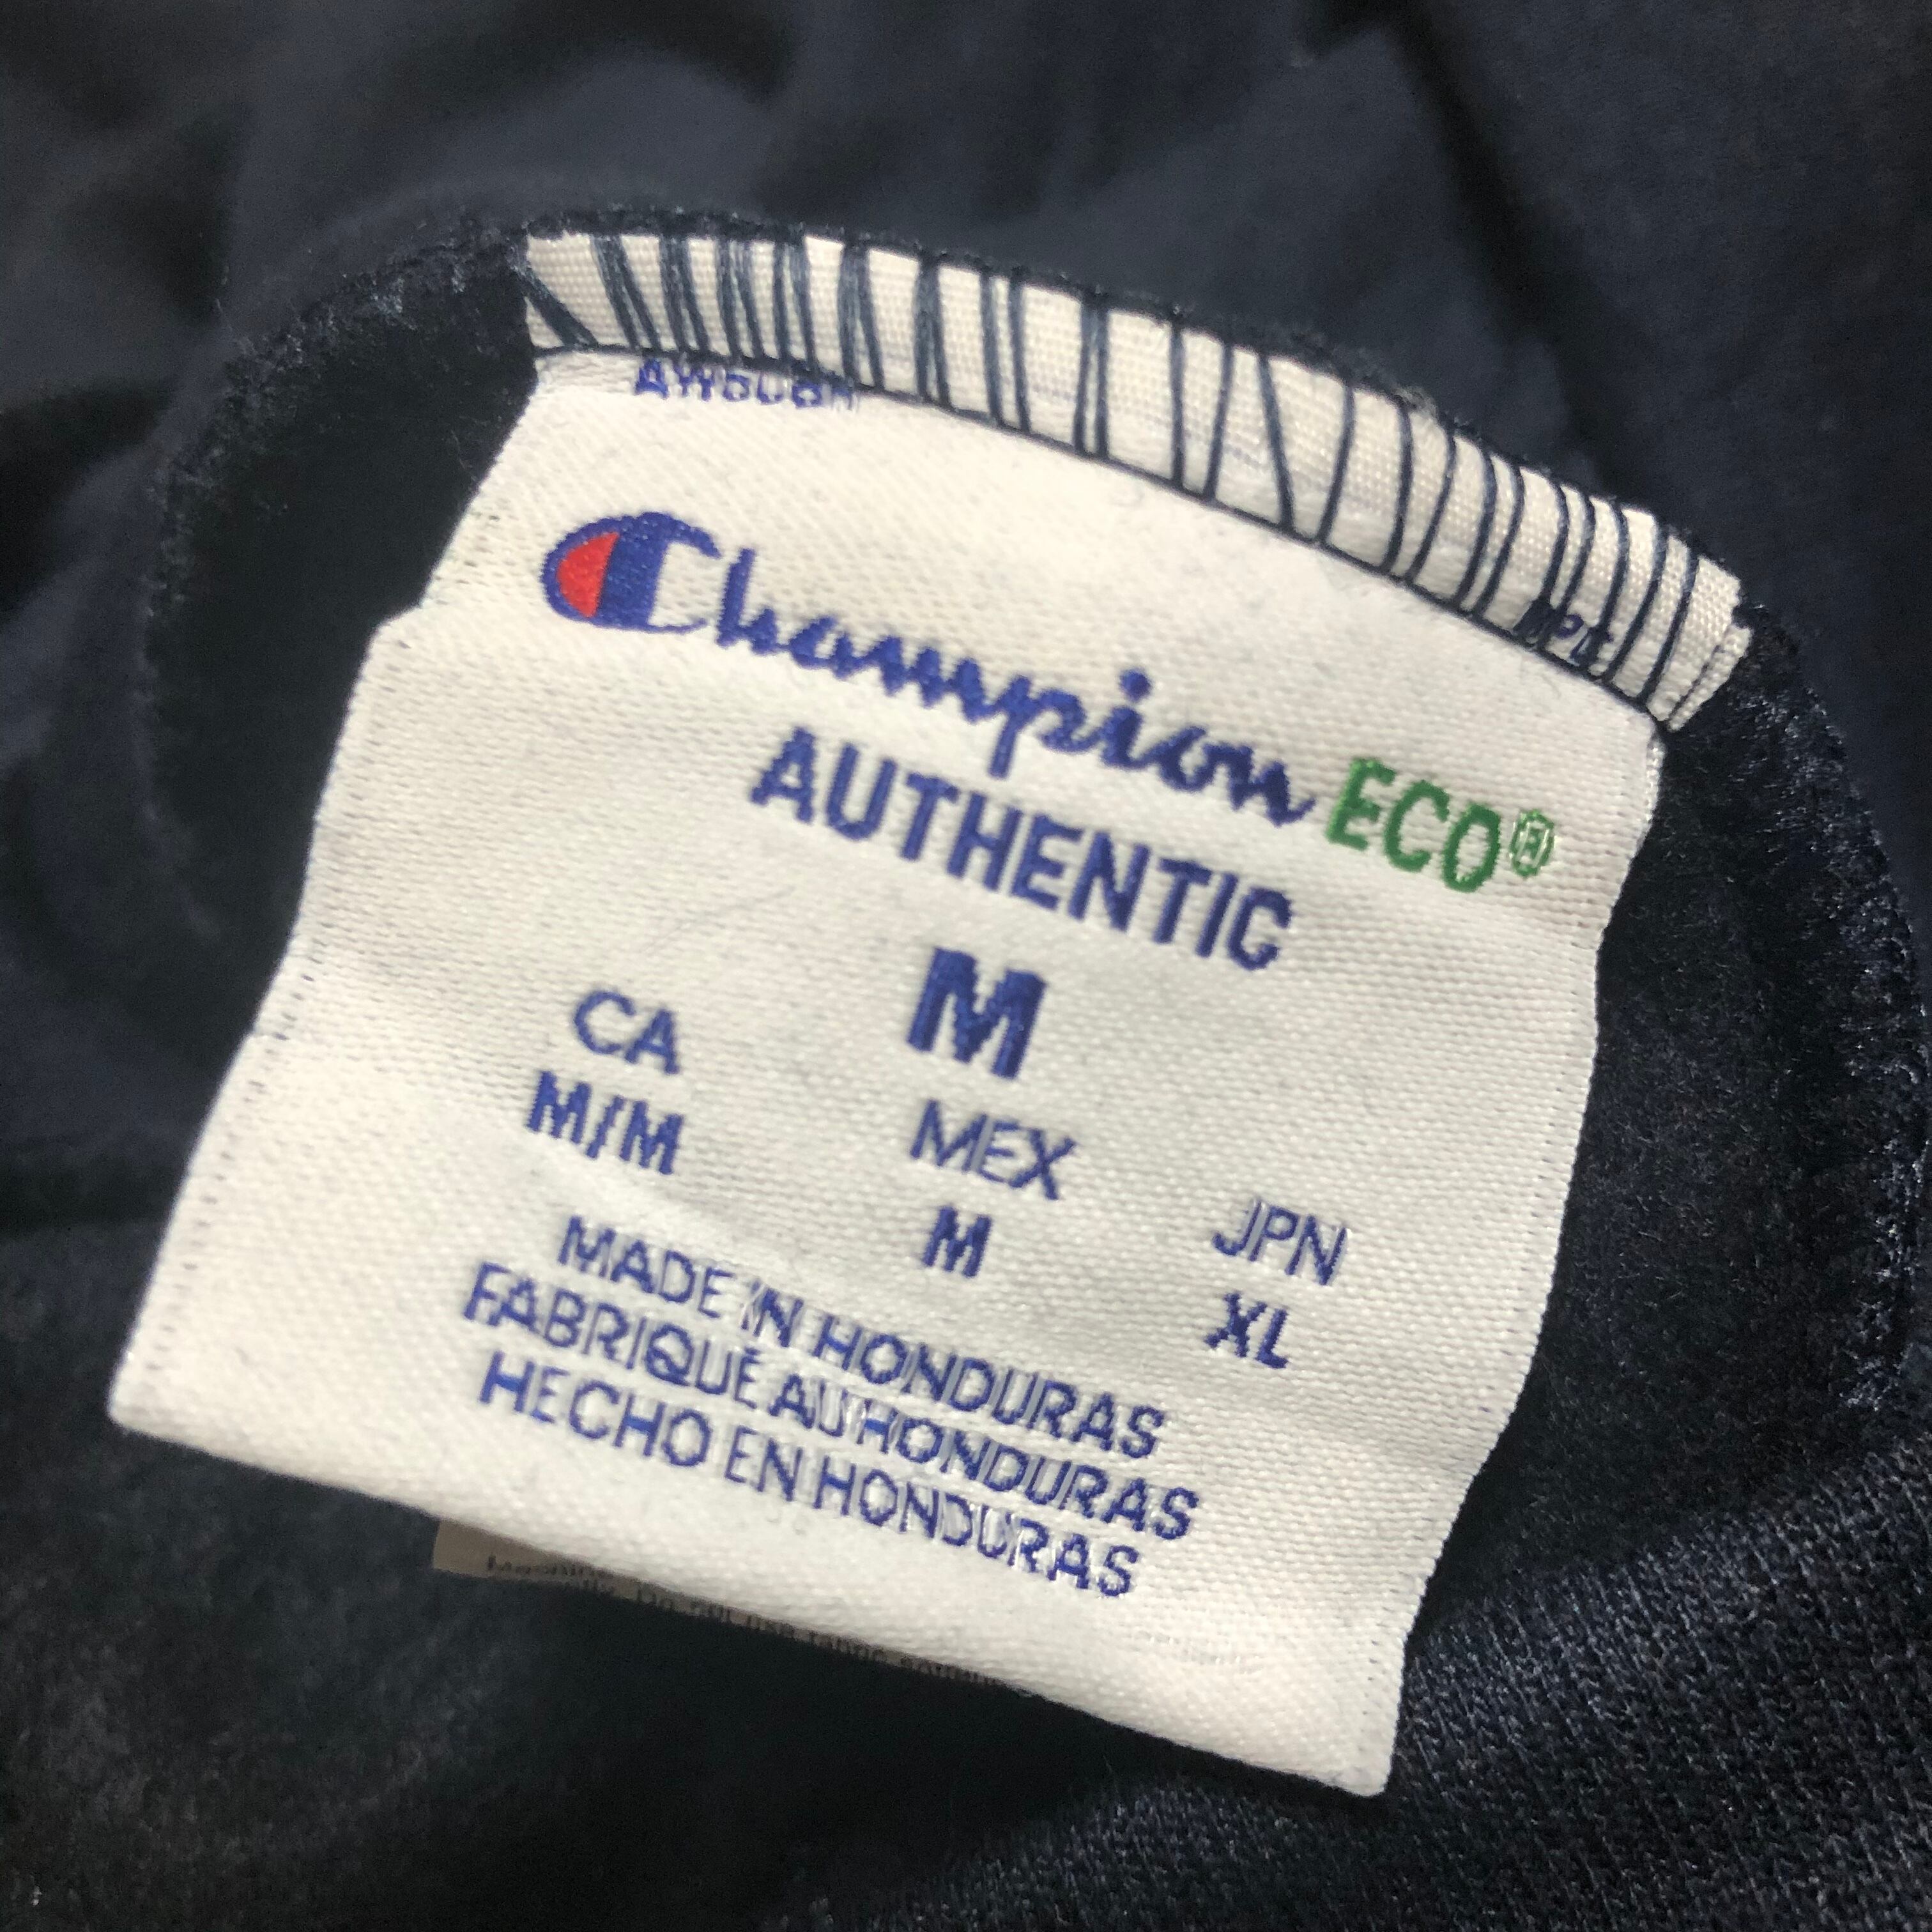 Champion ECO®
AUTHENTIC
M
CA MEX JPN
M/M M XL
MADE IN HONDURAS
FABRIQUÉ AU HONDURAS
HECHO EN HONDURAS